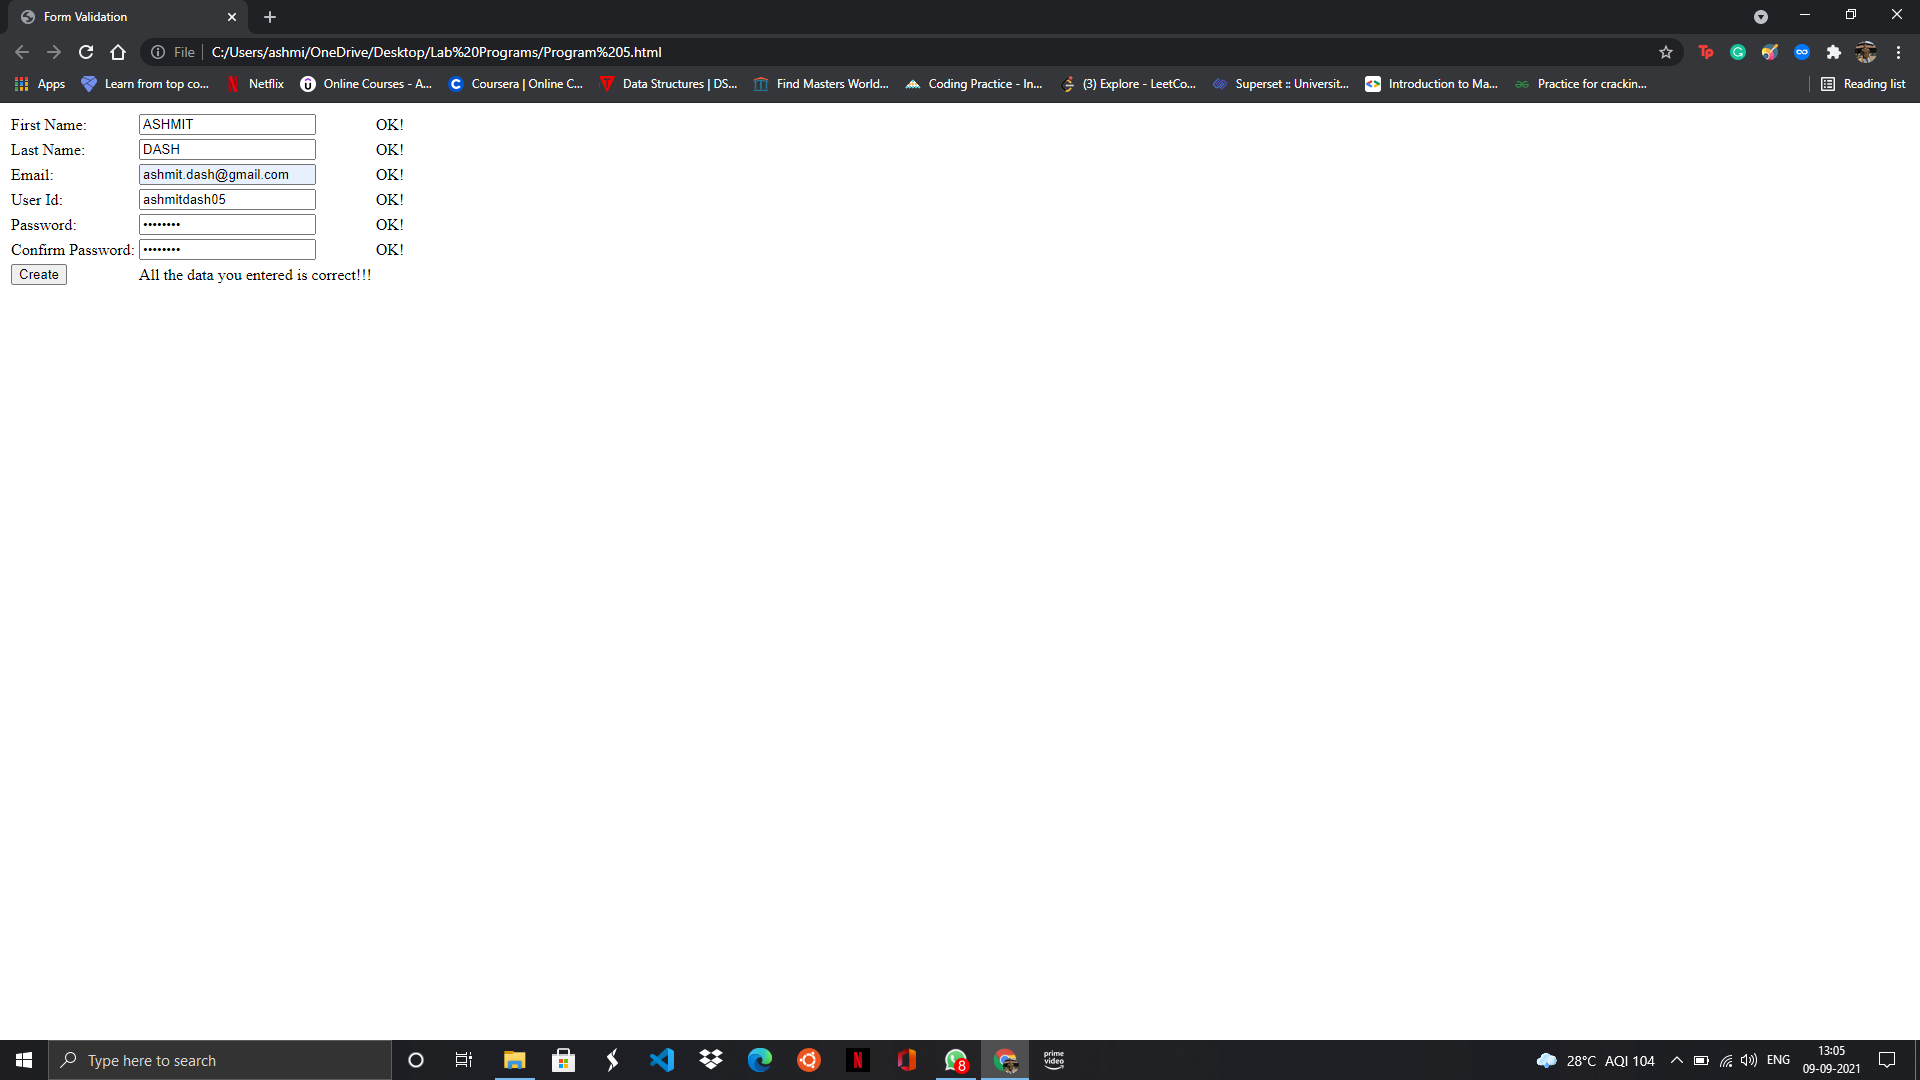 Form Validation
File C:/Users/ashmi/OneDrive/Desktop/Lab%20Programs/Program%205.html
Apps Learn from top co... Netflix Online Courses - A... Coursera | Online C... Data Structures | DS... Find Masters World... Coding Practice - In... (3) Explore - LeetCo... Superset :: Universit... Introduction to Ma... Practice for crackin... Reading list
First Name: ASHMIT OK!
Last Name: DASH OK!
Email: ashmit.dash@gmail.com OK!
User Id: ashmitdash05 OK!
Password: •••••••• OK!
Confirm Password: •••••••• OK!
Create All the data you entered is correct!!!
Type here to search 8 prime video 28°C AQI 104 ENG 13:05
09-09-2021